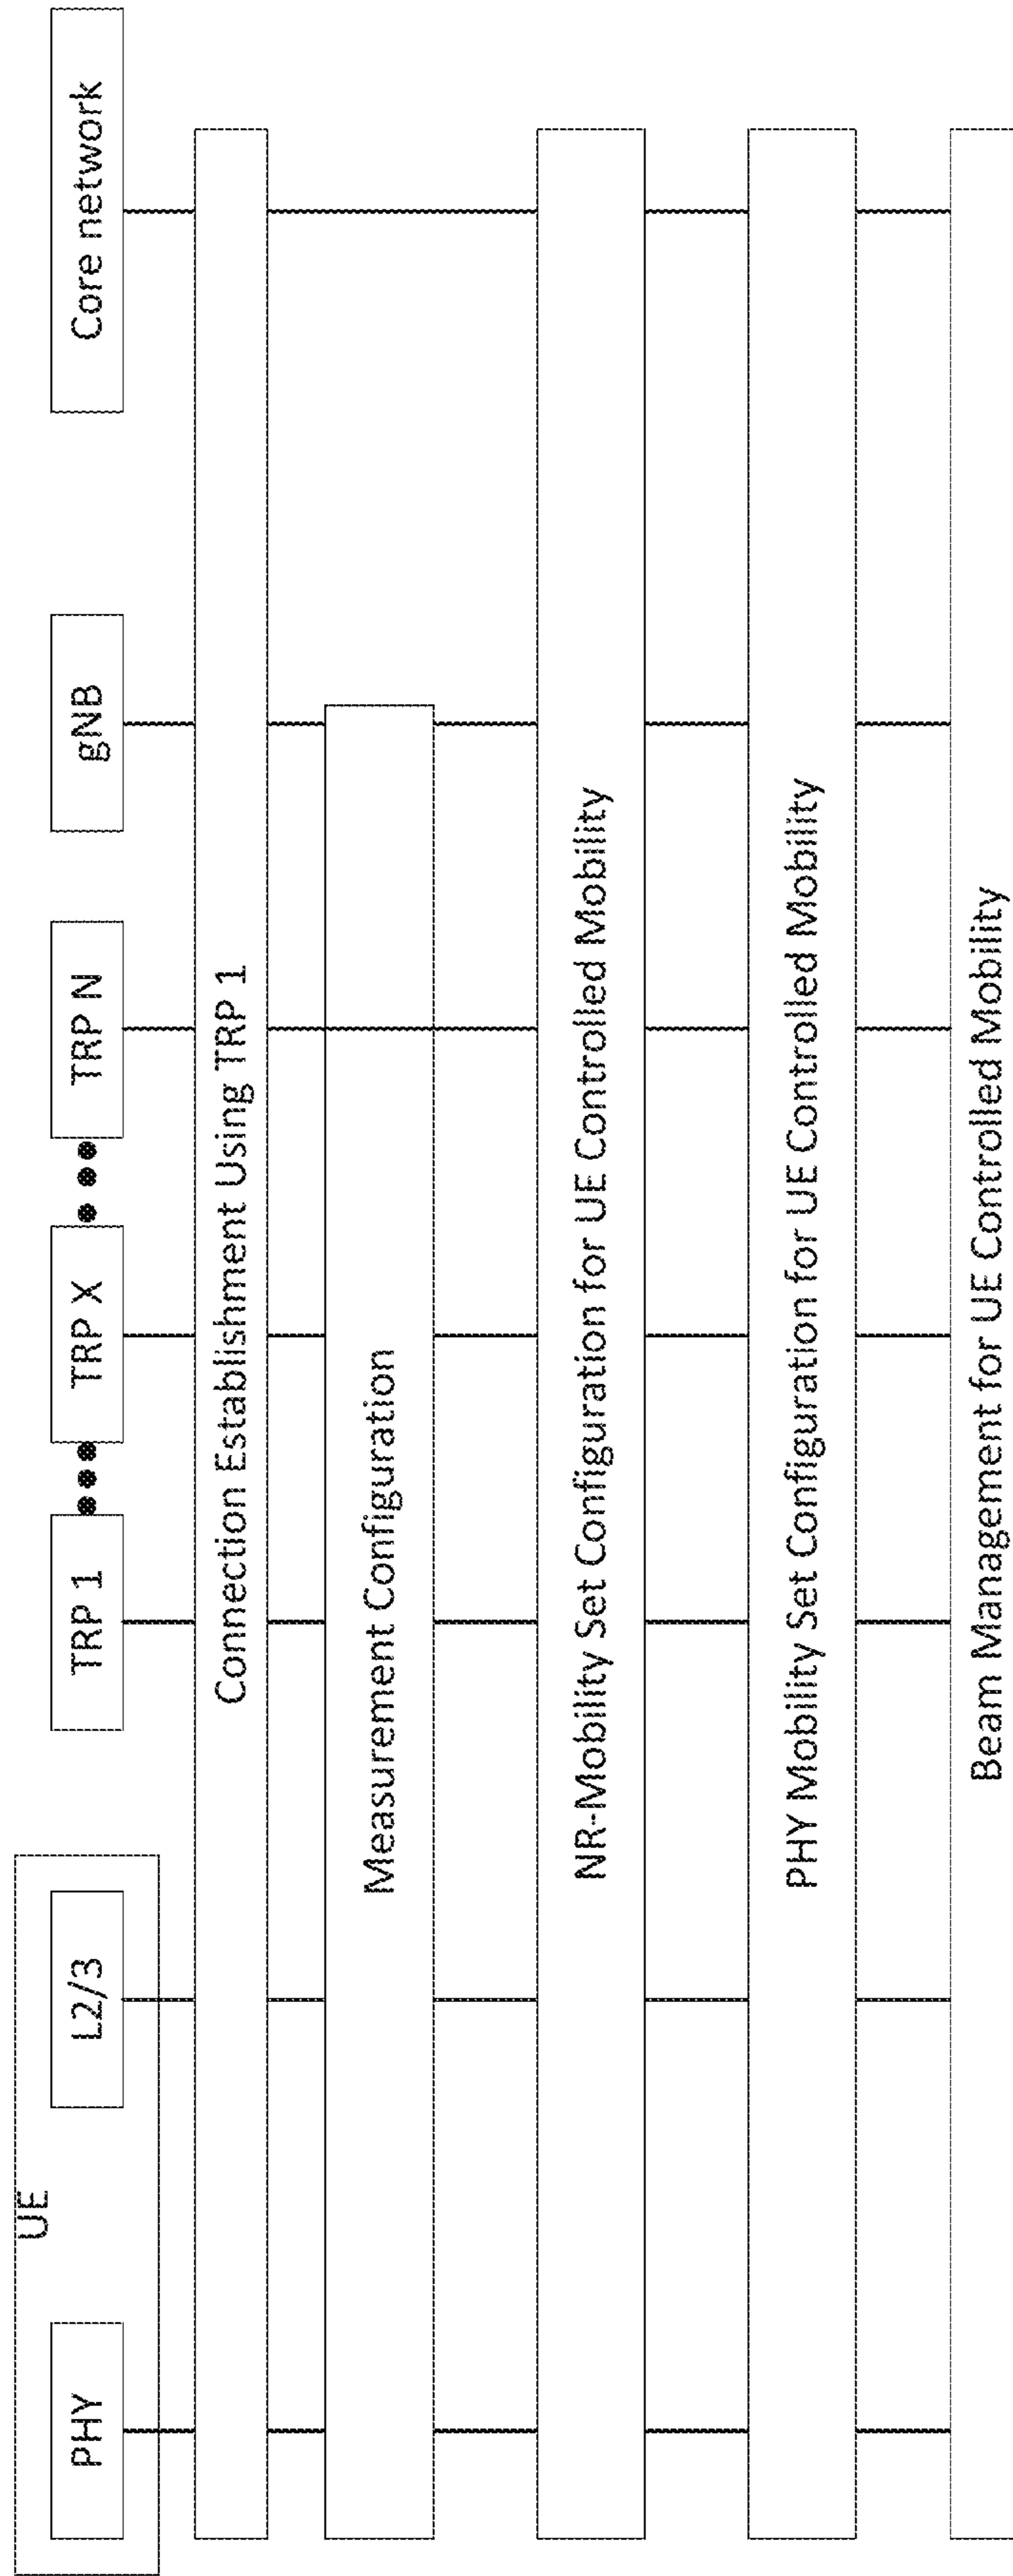 UE
PHY
L2/3
TRP 1
TRP X
TRP N
gNB
Core network
Connection Establishment Using TRP 1
Measurement Configuration
NR-Mobility Set Configuration for UE Controlled Mobility
PHY Mobility Set Configuration for UE Controlled Mobility
Beam Management for UE Controlled Mobility